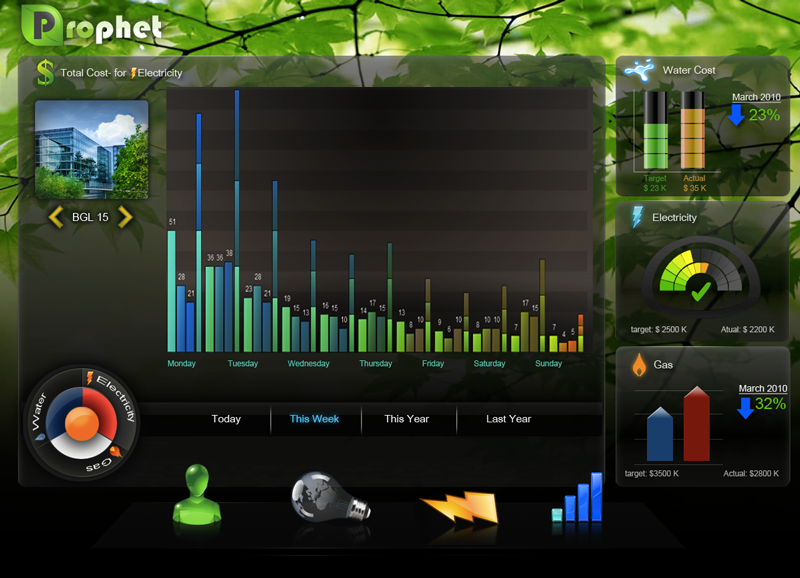 Prophet
Total Cost- for Electricity
BGL 15
51
28
21
36 36 38
21
23 28
21
19 15 13
16 15 10
14 17 15
13 8 10
9 6 10
8 10 10
7 17 15
7 4 5
Monday Tuesday Wednesday Thursday Friday Saturday Sunday
Today This Week This Year Last Year
Water Electricity Gas
Water Cost
March 2010
23%
Target Actual
$ 23 K $ 35 K
Electricity
target: $ 2500 K Atual: $ 2200 K
Gas
March 2010
32%
target: $3500 K Actual: $2800 K